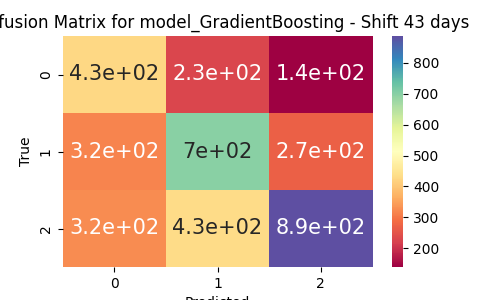 fusion Matrix for model_GradientBoosting - Shift 43 days
0 4.3e+02 2.3e+02 1.4e+02
True 1 3.2e+02 7e+02 2.7e+02
2 3.2e+02 4.3e+02 8.9e+02
0 1 2
Predicted
800
700
600
500
400
300
200